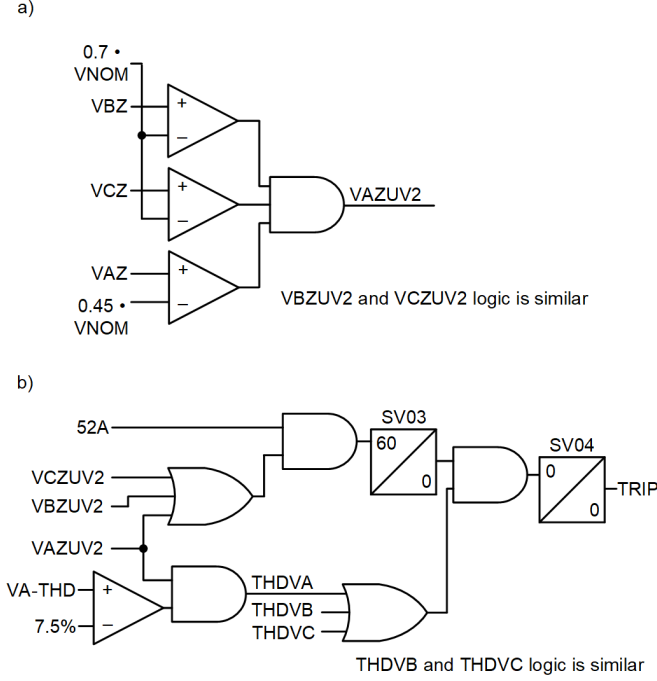 a)
0.7 •
VNOM
VBZ
+
−
VCZ
+
−
VAZUV2
VAZ
+
−
0.45 •
VNOM
VBZUV2 and VCZUV2 logic is similar
b)
52A
SV03
60
0
SV04
0
0
TRIP
VCZUV2
VBZUV2
VAZUV2
VA-THD
+
−
7.5%
THDVA
THDVB
THDVC
THDVB and THDVC logic is similar